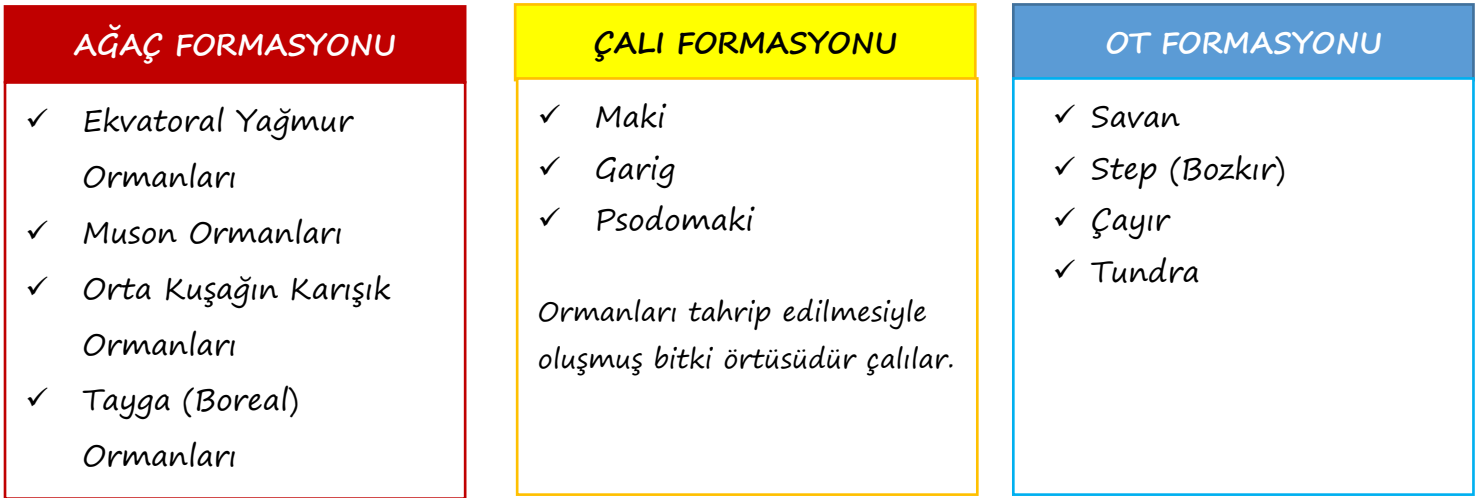 AĞAÇ FORMASYONU
✓ Ekvatoral Yağmur
Ormanları
✓ Muson Ormanları
✓ Orta Kuşağın Karışık
Ormanları
✓ Tayga (Boreal)
Ormanları
ÇALI FORMASYONU
✓ Maki
✓ Garig
✓ Psodomaki
Ormanları tahrip edilmesiyle
oluşmuş bitki örtüsüdür çalılar.
OT FORMASYONU
✓ Savan
✓ Step (Bozkır)
✓ Çayır
✓ Tundra